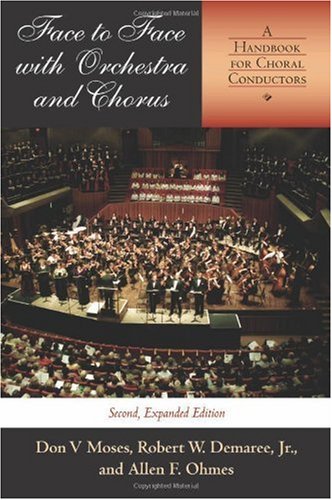 Face to Face
with Orchestra
and Chorus
A
HANDBOOK
FOR CHORAL
CONDUCTORS
Second, Expanded Edition
Don V Moses, Robert W. Demaree, Jr.,
and Allen F. Ohmes